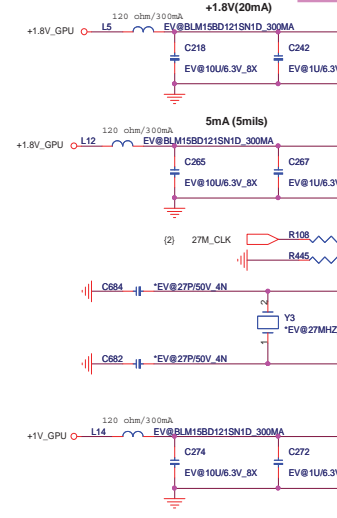 +1.8V(20mA)
120 ohm/300mA
+1.8V_GPU L5 EV@BLM15BD121SN1D_300MA
C218 C242
EV@10U/6.3V_8X EV@1U/6.3V
5mA (5mils)
120 ohm/300mA
+1.8V_GPU L12 EV@BLM15BD121SN1D_300MA
C265 C267
EV@10U/6.3V_8X EV@1U/6.3V
{2} 27M_CLK R108
R445
C684 *EV@27P/50V_4N
2
Y3
*EV@27MHZ
1
C682 *EV@27P/50V_4N
120 ohm/300mA
+1V_GPU L14 EV@BLM15BD121SN1D_300MA
C274 C272
EV@10U/6.3V_8X EV@1U/6.3V